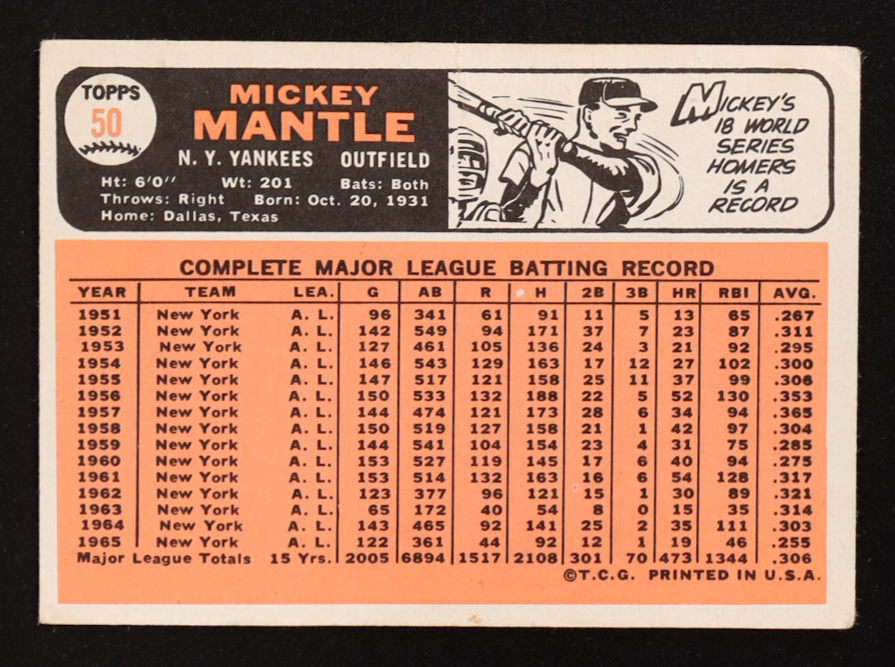 TOPPS
50
MICKEY
MANTLE
N. Y. YANKEES OUTFIELD
Ht: 6'0" Wt: 201 Bats: Both
Throws: Right Born: Oct. 20, 1931
Home: Dallas, Texas
MICKEY'S
18 WORLD
SERIES
HOMERS
IS A
RECORD
COMPLETE MAJOR LEAGUE BATTING RECORD
YEAR TEAM LEA. G AB R H 2B 3B HR RBI AVG.
1951 New York A. L. 96 341 61 91 11 5 13 65 .267
1952 New York A. L. 142 549 94 171 37 7 23 87 .311
1953 New York A. L. 127 461 105 136 24 3 21 92 .295
1954 New York A. L. 146 543 129 163 17 12 27 102 .300
1955 New York A. L. 147 517 121 158 25 11 37 99 .306
1956 New York A. L. 150 533 132 188 22 5 52 130 .353
1957 New York A. L. 144 474 121 173 28 6 34 94 .365
1958 New York A. L. 150 519 127 158 21 1 42 97 .304
1959 New York A. L. 144 541 104 154 23 4 31 75 .285
1960 New York A. L. 153 527 119 145 17 6 40 94 .275
1961 New York A. L. 153 514 132 163 16 6 54 128 .317
1962 New York A. L. 123 377 96 121 15 1 30 89 .321
1963 New York A. L. 65 172 40 54 8 0 15 35 .314
1964 New York A. L. 143 465 92 141 25 2 35 111 .303
1965 New York A. L. 122 361 44 92 12 1 19 46 .255
Major League Totals 15 Yrs. 2005 6894 1517 2108 301 70 473 1344 .306
©T.C.G. PRINTED IN U.S.A.